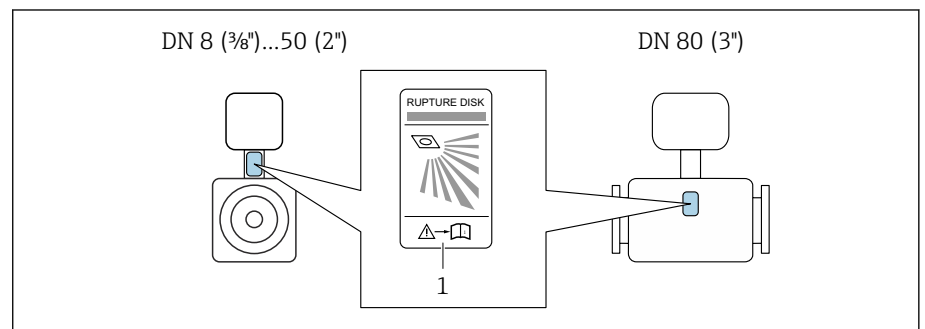 DN 8 (⅜")...50 (2")
DN 80 (3")
RUPTURE DISK
i
1